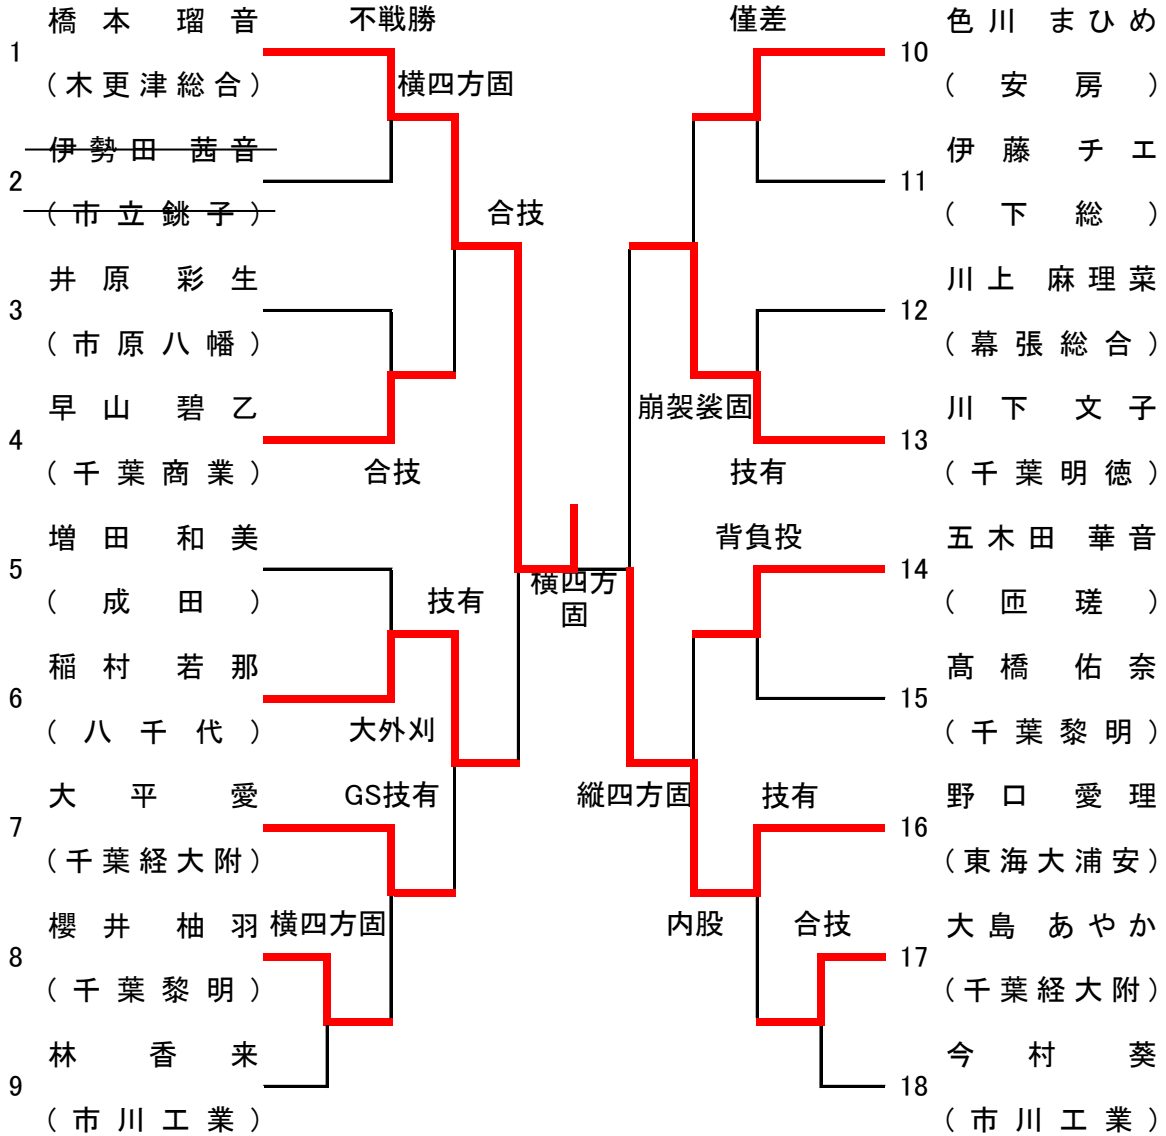 橋本 瑠音
1
(木更津総合)
伊勢田 茜音
2
(市立銚子)
井原 彩生
3
(市原八幡)
早山 碧乙
4
(千葉商業)
増田 和美
5
(成田)
稲村 若那
6
(八千代)
大平 愛
7
(千葉経大附)
櫻井 柚羽
8
(千葉黎明)
林 香来
9
(市川工業)
不戦勝
横四方固
合技
合技
技有
大外刈
GS技有
横四方固
横四方
固
僅差
崩袈裟固
技有
背負投
縦四方固
技有
内股
合技
色川 まひめ
10
(安房)
伊藤 チエ
11
(下総)
川上 麻理菜
12
(幕張総合)
川下 文子
13
(千葉明徳)
五木田 華音
14
(匝瑳)
髙橋 佑奈
15
(千葉黎明)
野口 愛理
16
(東海大浦安)
大島 あやか
17
(千葉経大附)
今村 葵
18
(市川工業)